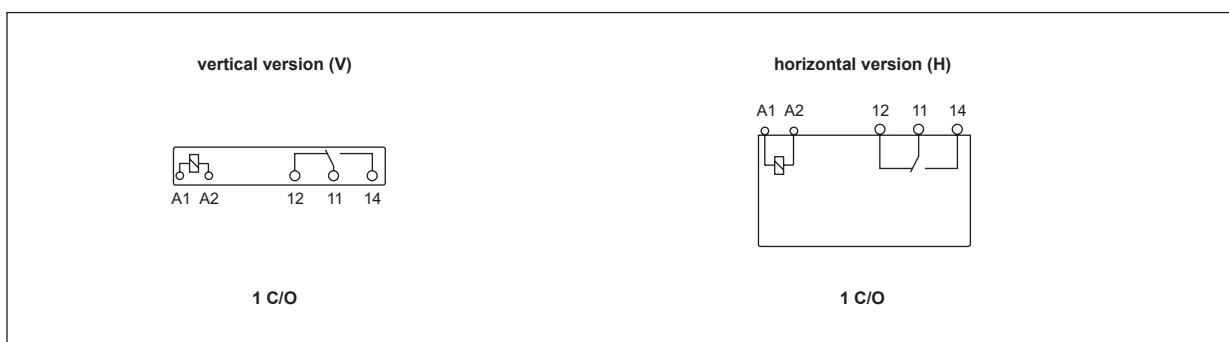 vertical version (V)
horizontal version (H)
A1 A2 12 11 14
A1 A2 12 11 14
1 C/O
1 C/O